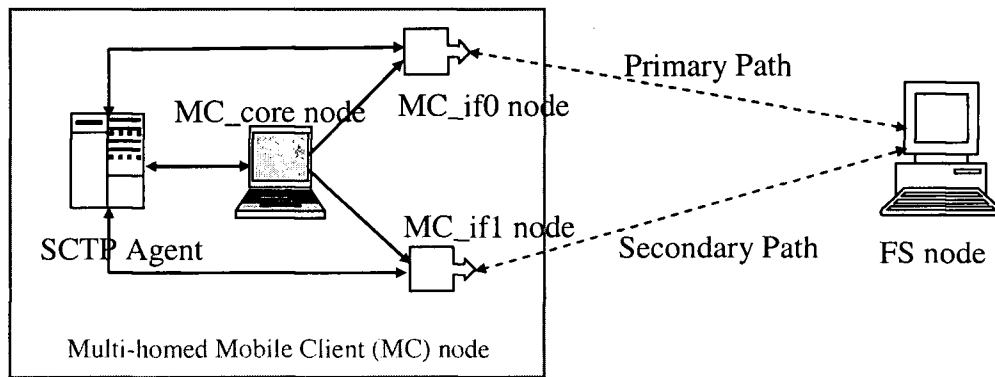 Primary Path
MC_core node
MC_if0 node
MC_if1 node
SCTP Agent
Secondary Path
FS node
Multi-homed Mobile Client (MC) node